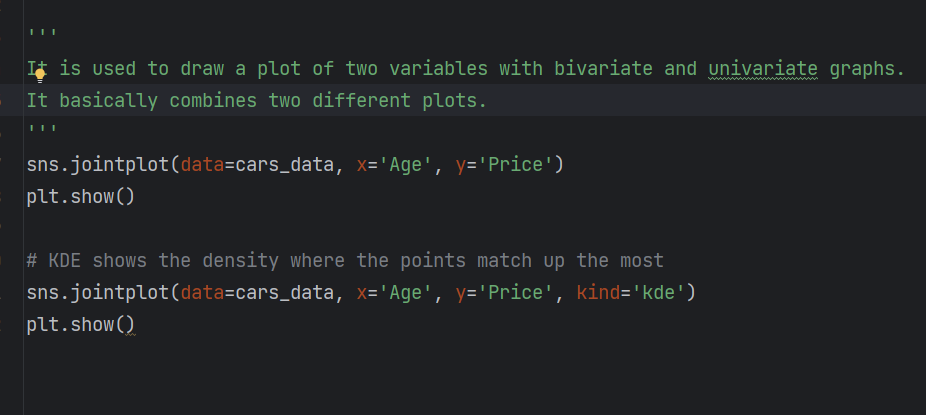 '''
It is used to draw a plot of two variables with bivariate and univariate graphs.
It basically combines two different plots.
'''
sns.jointplot(data=cars_data, x='Age', y='Price')
plt.show()
# KDE shows the density where the points match up the most
sns.jointplot(data=cars_data, x='Age', y='Price', kind='kde')
plt.show()